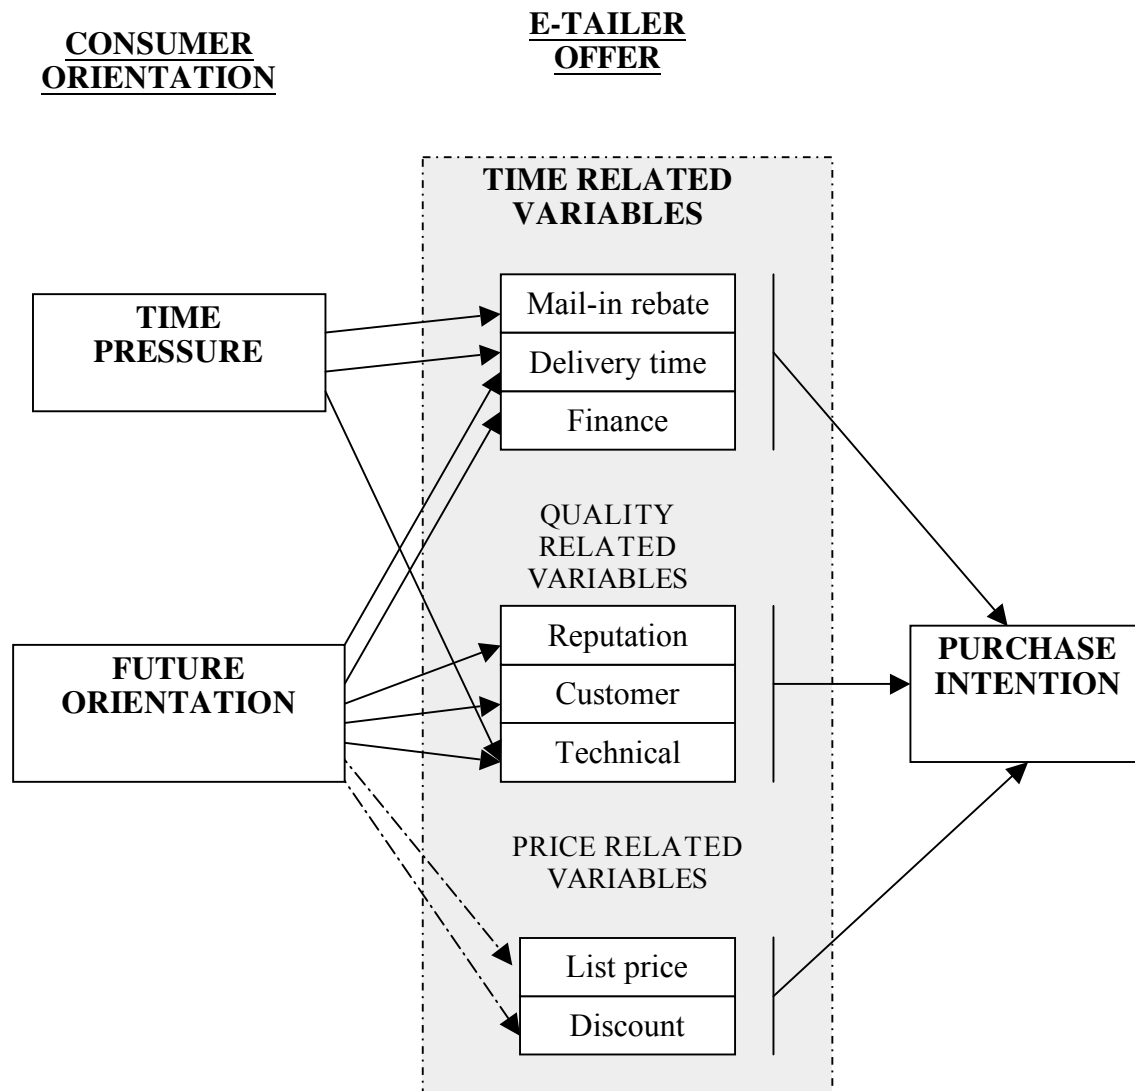 CONSUMER
ORIENTATION
E-TAILER
OFFER
TIME RELATED
VARIABLES
TIME
PRESSURE
Mail-in rebate
Delivery time
Finance
QUALITY
RELATED
VARIABLES
FUTURE
ORIENTATION
Reputation
Customer
Technical
PURCHASE
INTENTION
PRICE RELATED
VARIABLES
List price
Discount